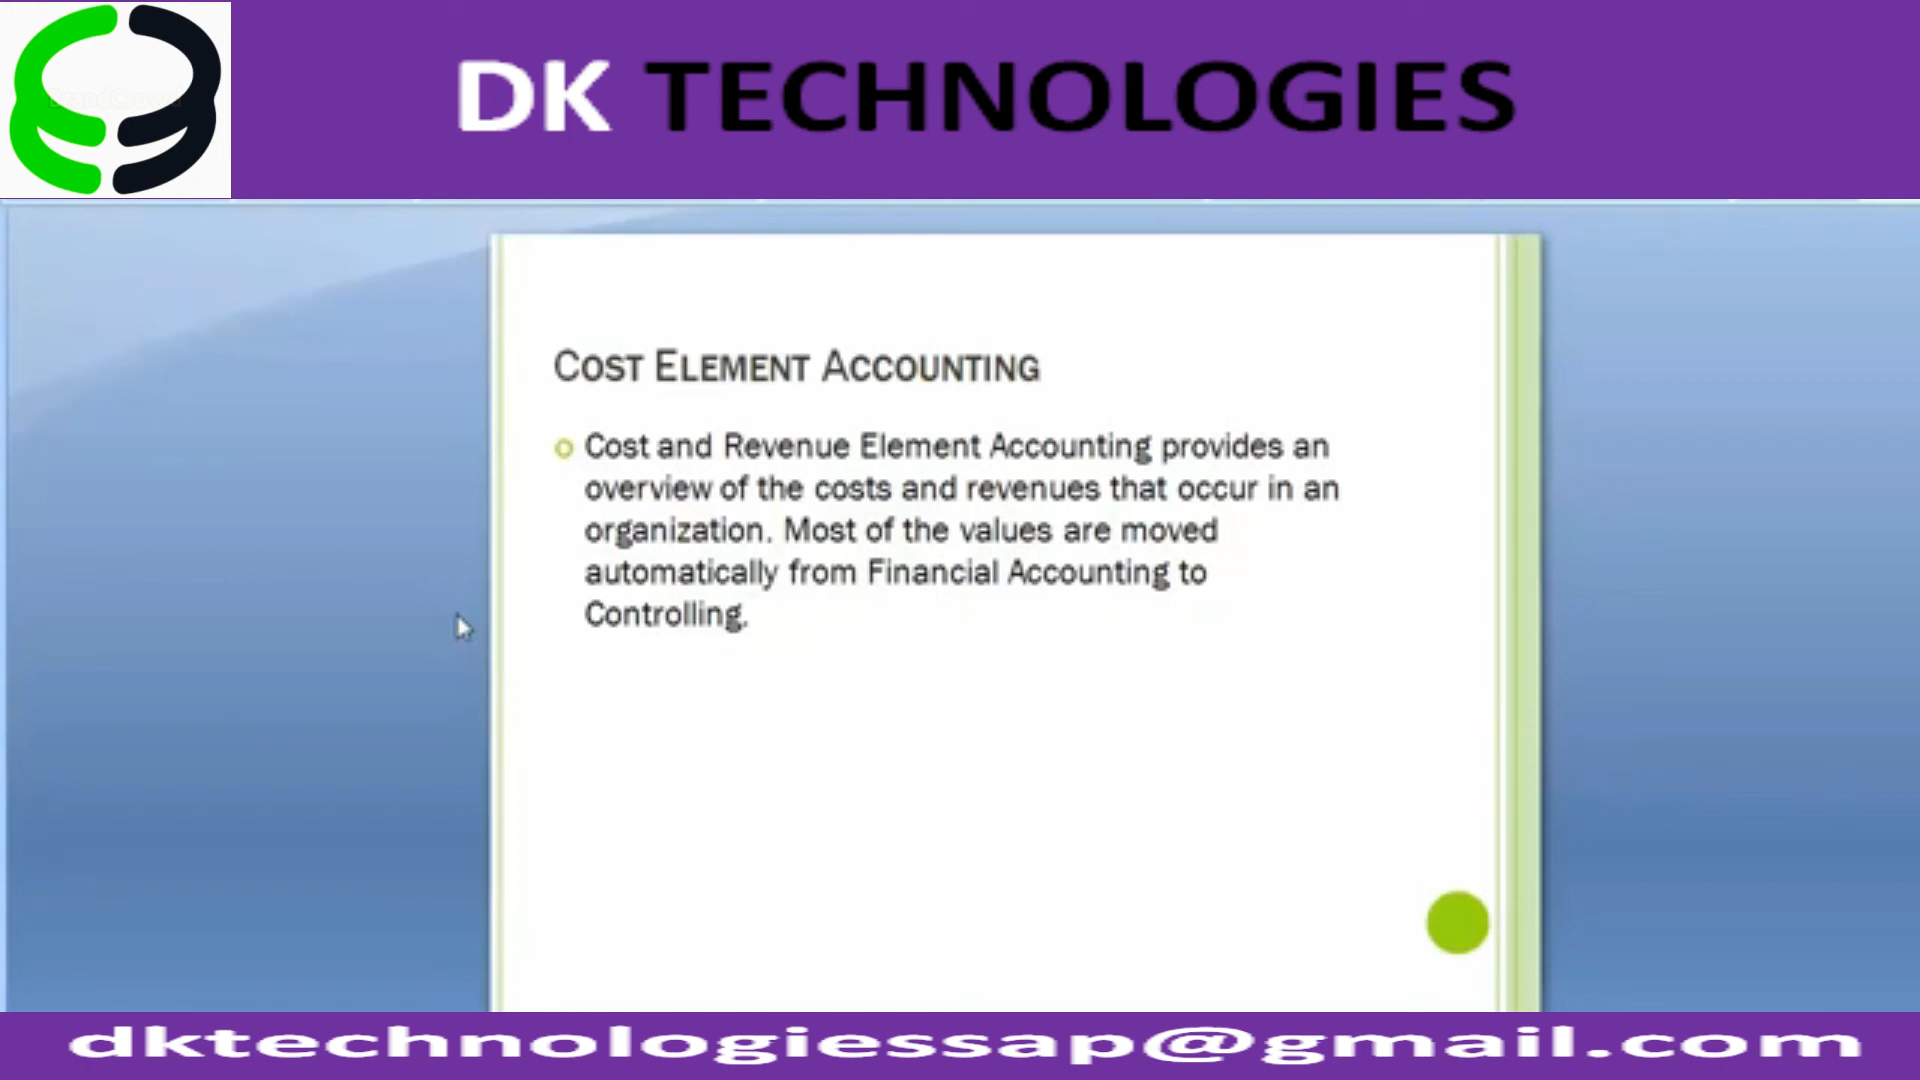 DK TECHNOLOGIES
COST ELEMENT ACCOUNTING
Cost and Revenue Element Accounting provides an
overview of the costs and revenues that occur in an
organization. Most of the values are moved
automatically from Financial Accounting to
Controlling.
dktechnologiessap@gmail.com